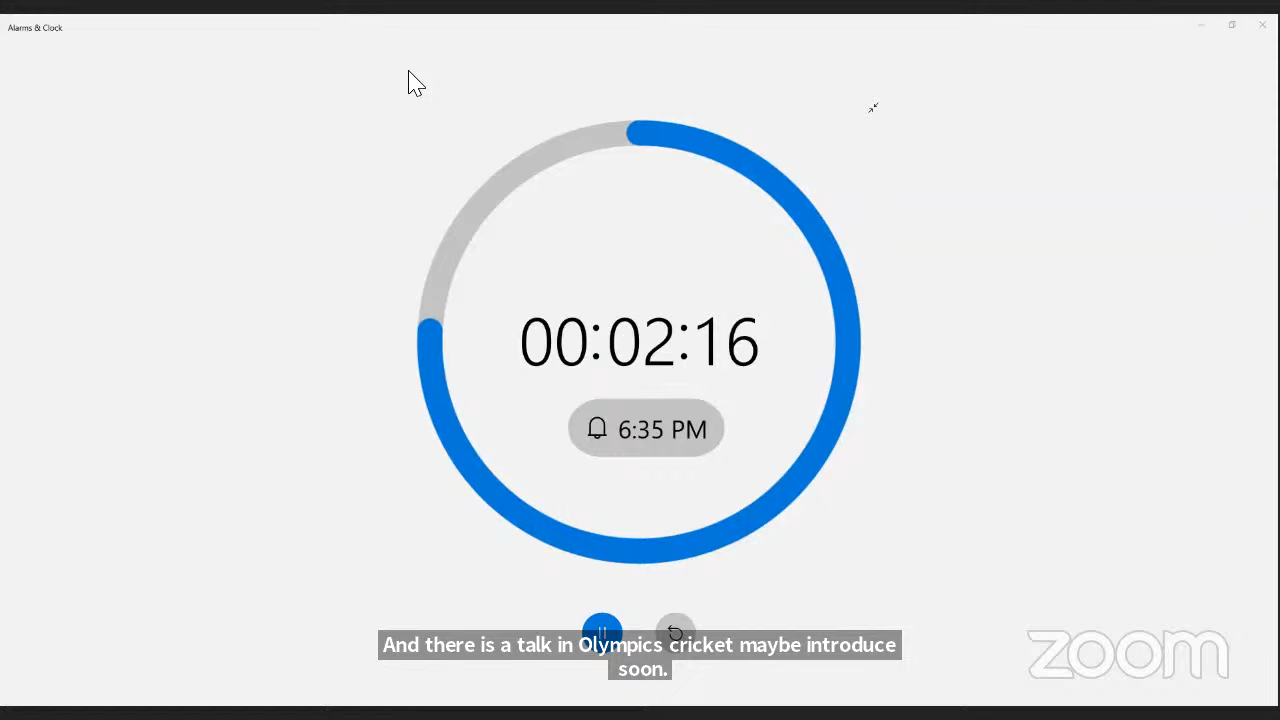 Alarms & Clock
00:02:16
6:35 PM
And there is a talk in Olympics cricket maybe introduce
soon.
zoom